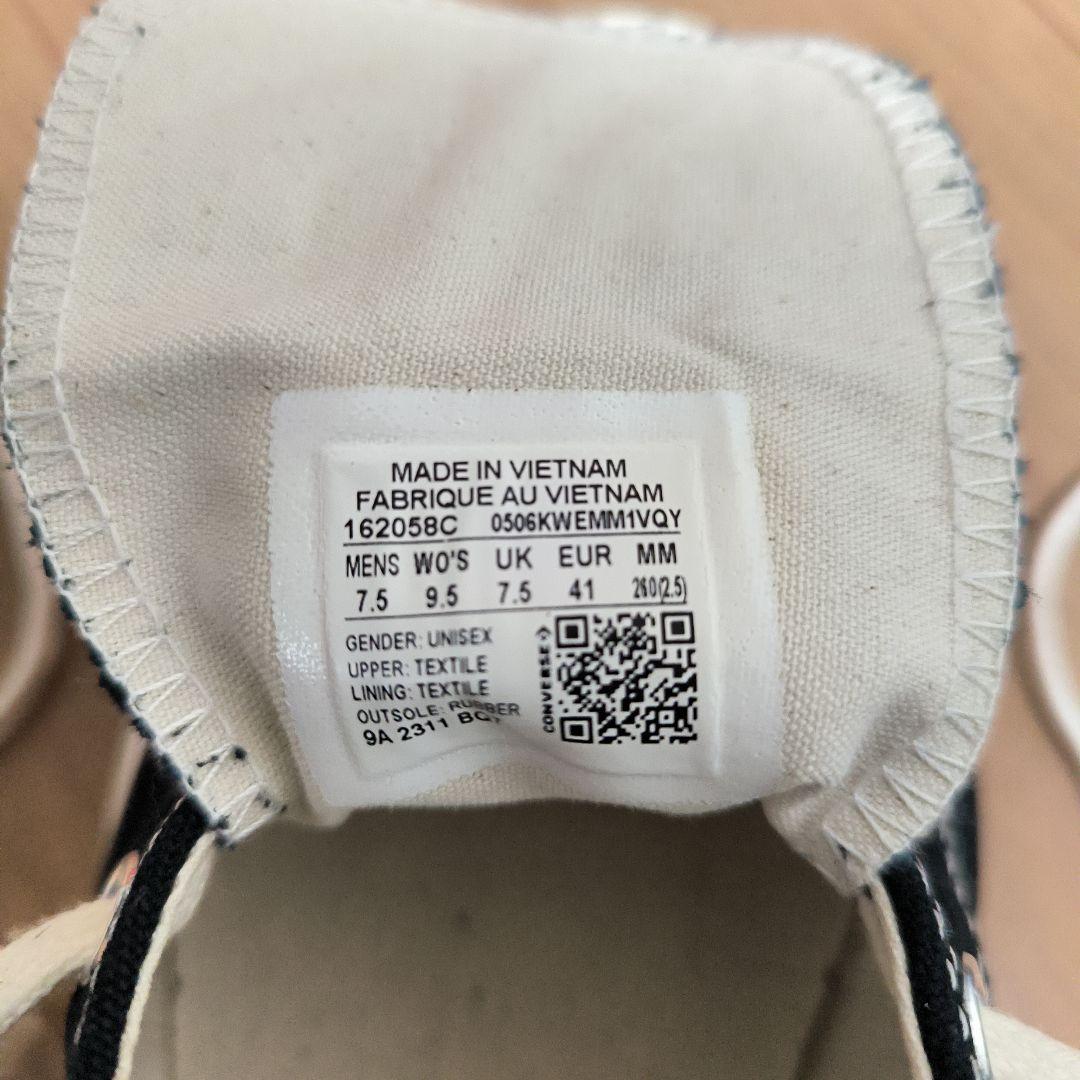 MADE IN VIETNAM
FABRIQUE AU VIETNAM
162058C 0506KWEMM1VQY
MENS WO'S UK EUR MM
7.5 9.5 7.5 41 260(2.5)
GENDER: UNISEX
UPPER: TEXTILE
LINING: TEXTILE
OUTSOLE: RUBBER
9A 2311
CONVERSE